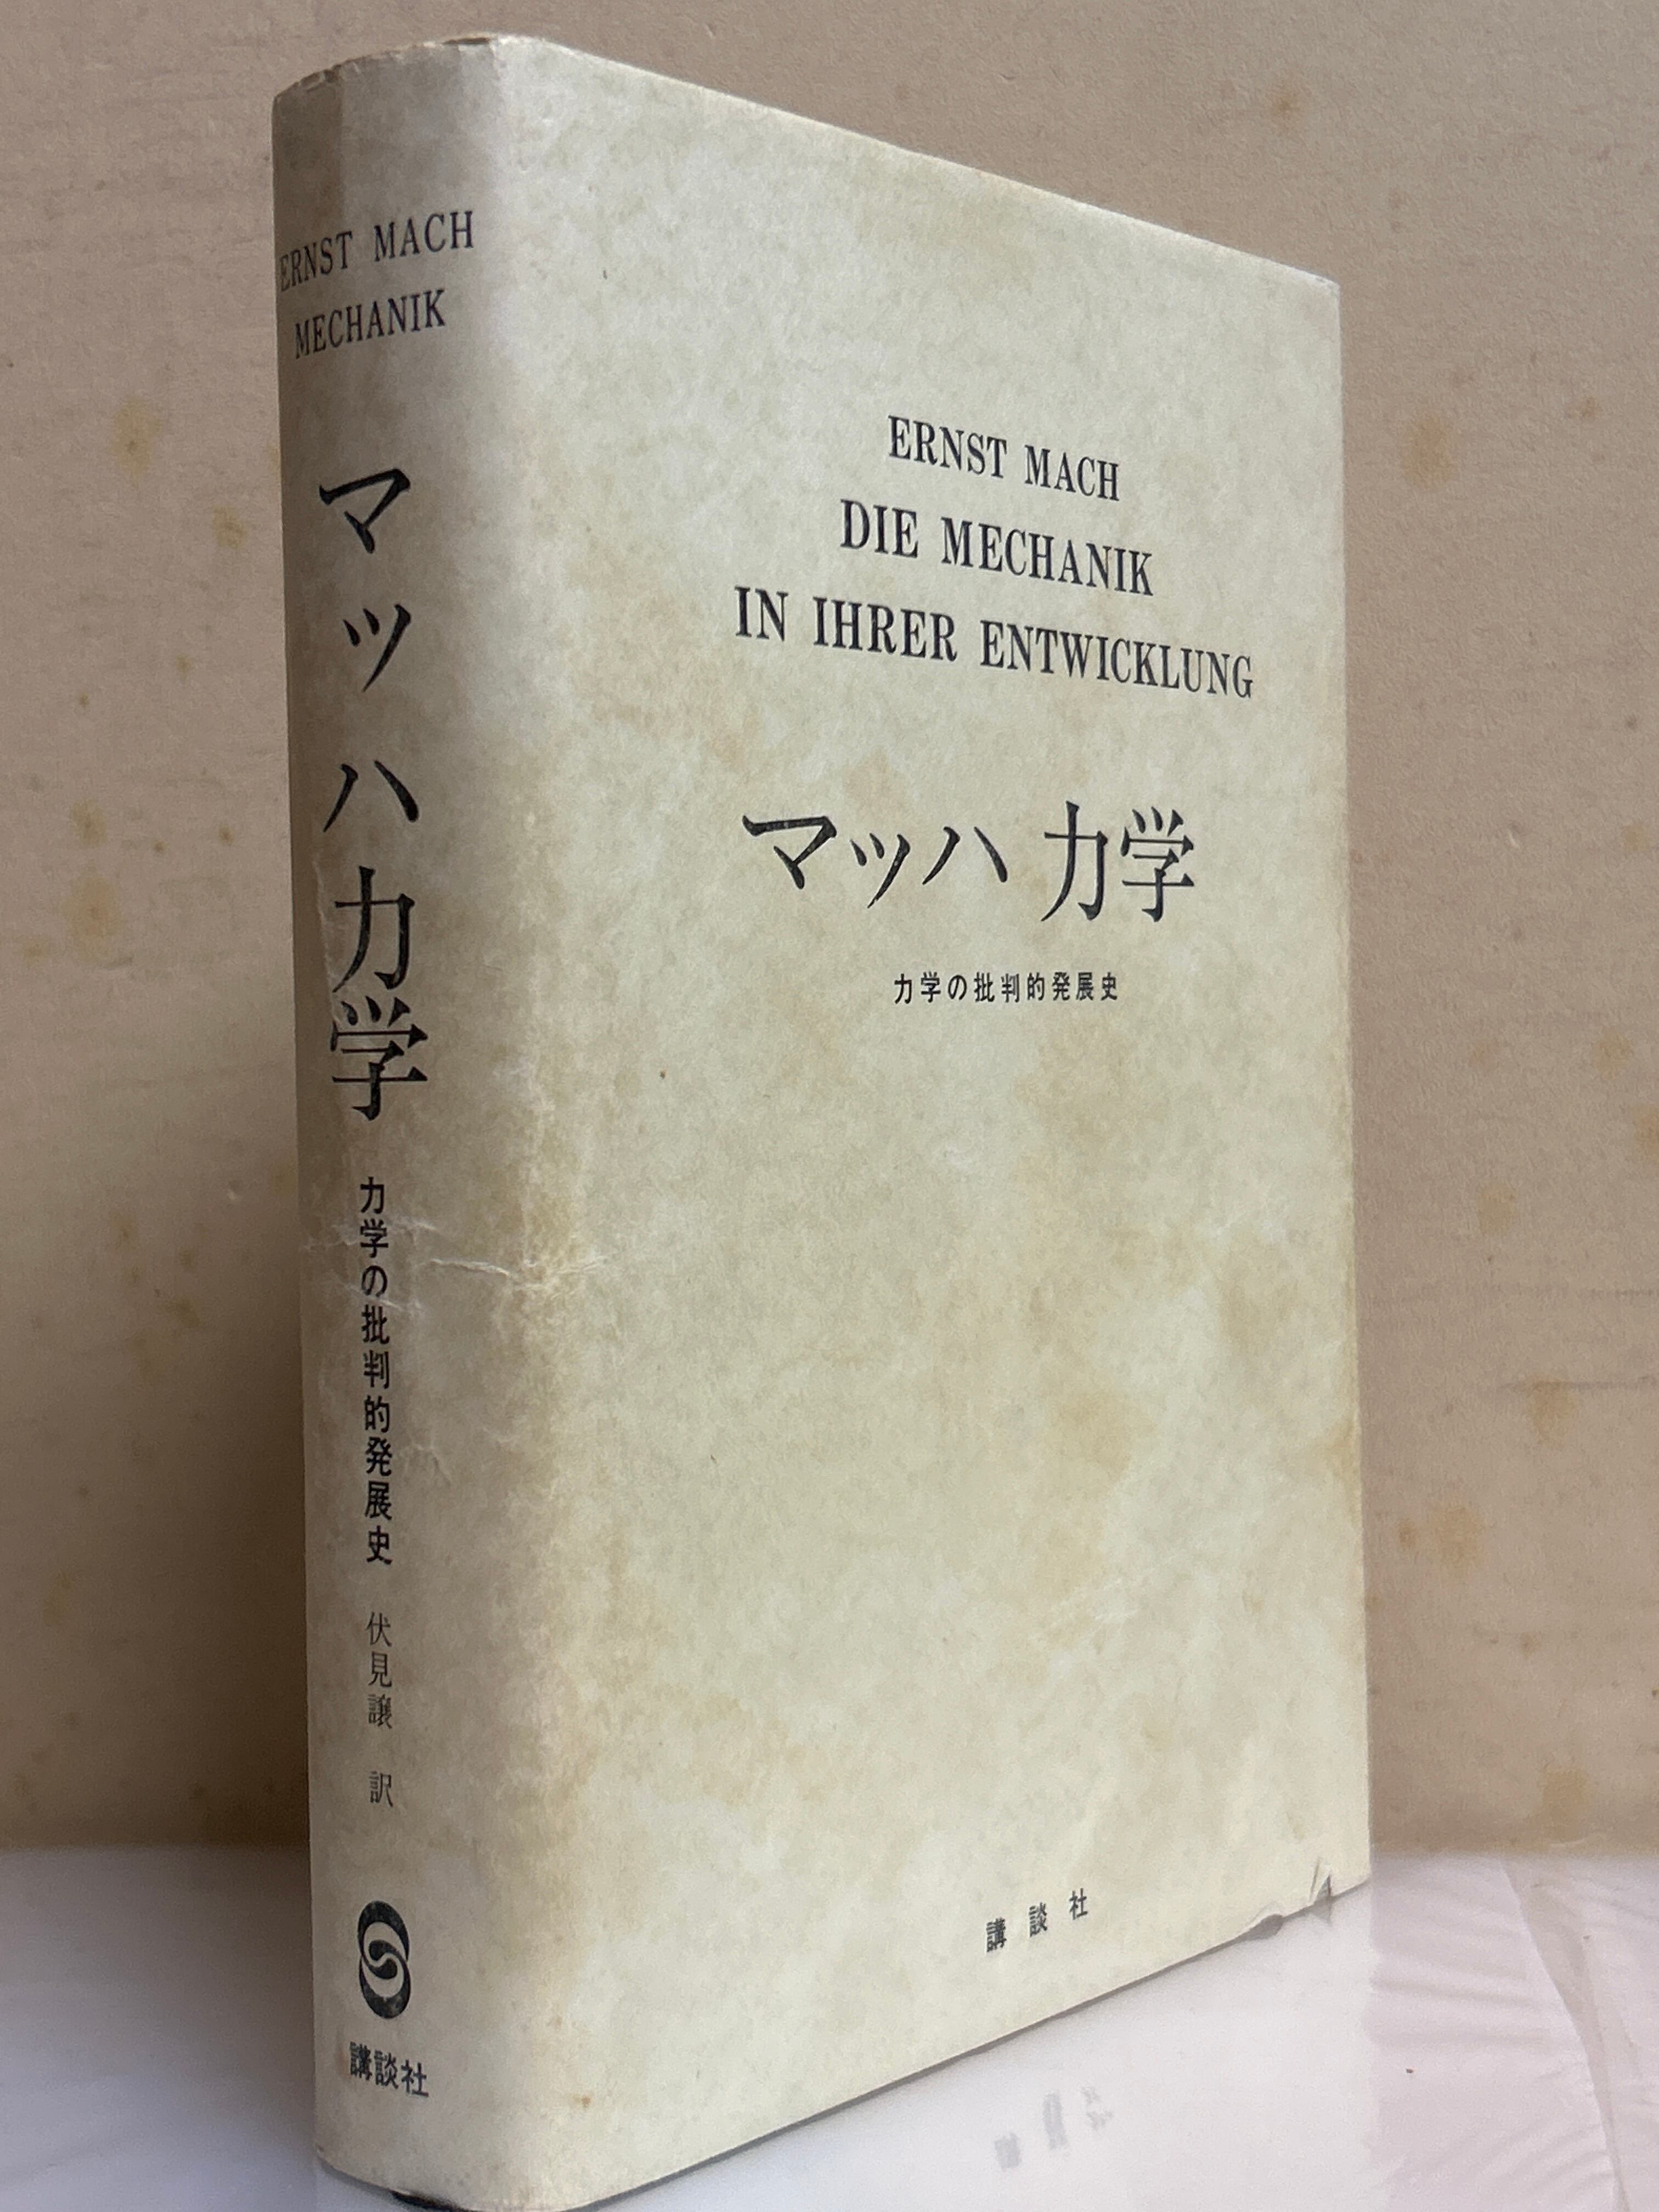 ERNST MACH
MECHANIK
マッハ力学
力学の批判的発展史
伏見譲 訳
講談社
ERNST MACH
DIE MECHANIK
IN IHRER ENTWICKLUNG
マッハ 力学
力学の批判的発展史
講談社